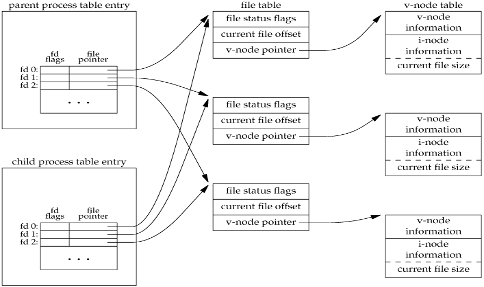 parent process table entry
fd
flags
file
pointer
fd 0:
fd 1:
fd 2:
. . .
child process table entry
fd
flags
file
pointer
fd 0:
fd 1:
fd 2:
. . .
file table
file status flags
current file offset
v-node pointer
file status flags
current file offset
v-node pointer
file status flags
current file offset
v-node pointer
v-node table
v-node
information
i-node
information
current file size
v-node
information
i-node
information
current file size
v-node
information
i-node
information
current file size